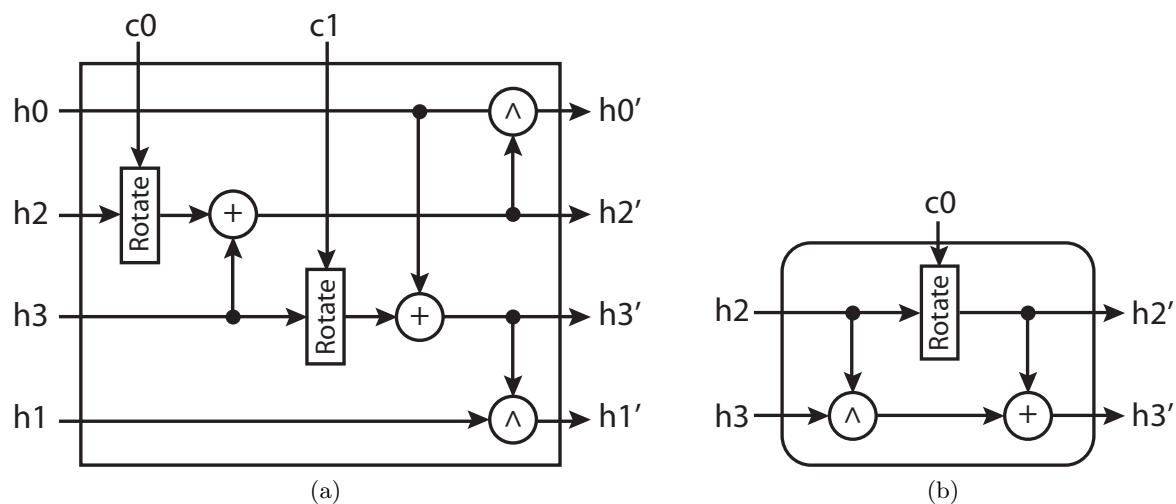 c0 c1
h0 ^ h0'
h2 Rotate + h2'
h3 Rotate + h3'
h1 ^ h1'
(a)
c0
h2 Rotate h2'
h3 ^ + h3'
(b)